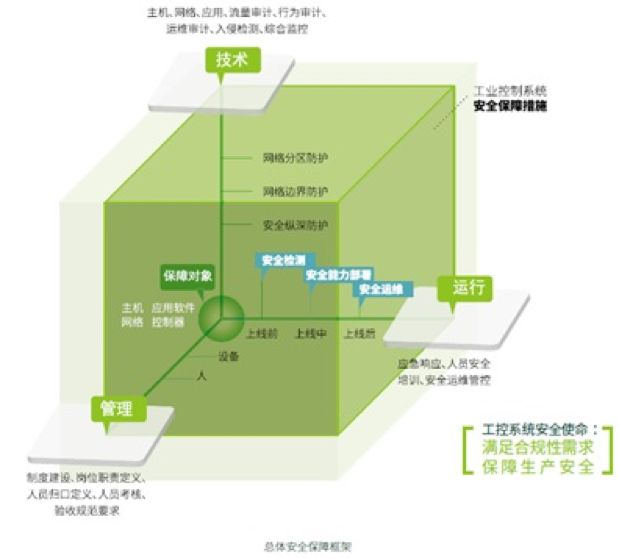 主机、网络、应用、流量审计、行为审计、
运维审计、入侵检测、综合监控
技术
工业控制系统
安全保障措施
网络分区防护
网络边界防护
安全纵深防护
安全检测
保障对象
安全能力部署
安全运维
运行
主机 应用软件
网络 控制器
上线前 上线中 上线后
设备
人
应急响应、人员安全
培训、安全运维管控
管理
工控系统安全使命：
满足合规性需求
保障生产安全
制度建设、岗位职责定义、
人员归口定义、人员考核、
验收规范要求
总体安全保障框架